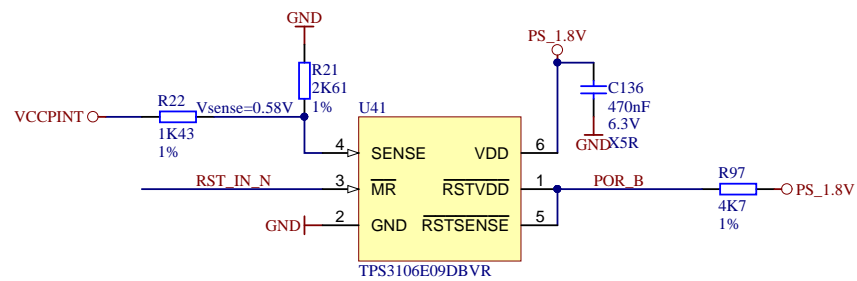 GND
R21
2K61
1%
R22
VCCPINT
Vsense=0.58V
1K43
1%
PS_1.8V
C136
470nF
6.3V
X5R
GND
U41
4
SENSE
VDD
6
RST_IN_N
3
MR
RSTVDD
1
POR_B
R97
4K7
1%
PS_1.8V
GND
2
GND
RSTSENSE
5
TPS3106E09DBVR